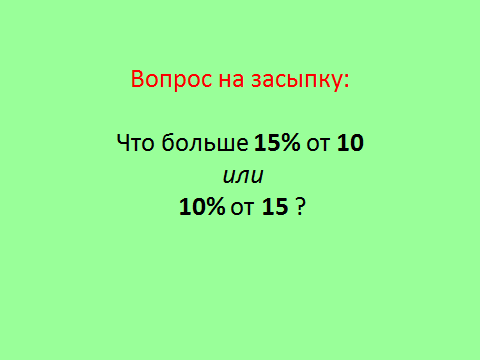 Вопрос на засыпку:
Что больше 15% от 10
или
10% от 15 ?